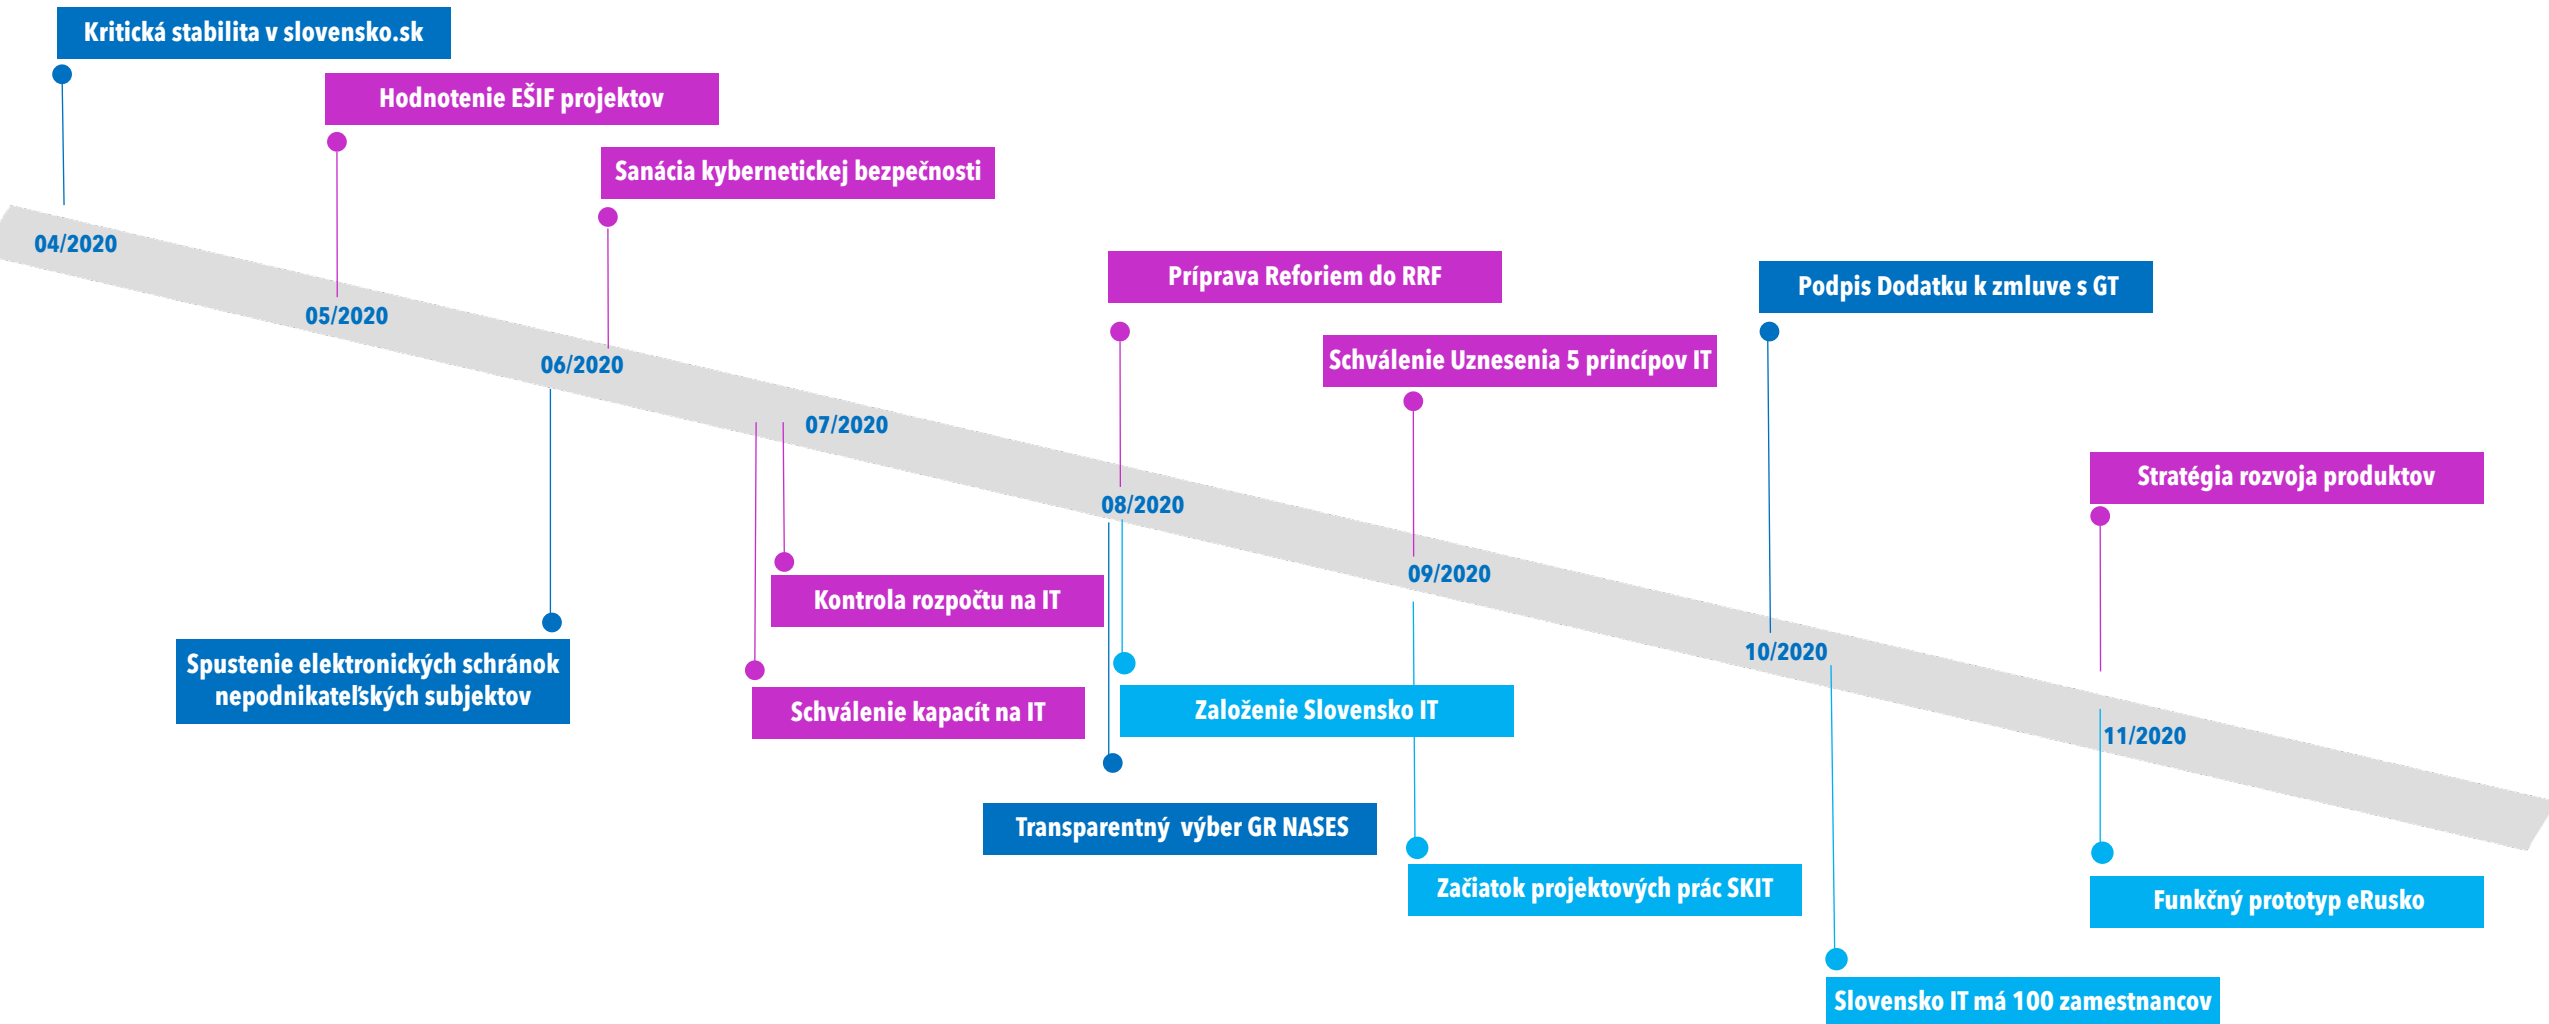 Kritická stabilita v slovensko.sk
Hodnotenie EŠIF projektov
Sanácia kybernetickej bezpečnosti
04/2020
Príprava Reforiem do RRF
Podpis Dodatku k zmluve s GT
05/2020
Schválenie Uznesenia 5 princípov IT
06/2020
07/2020
Stratégia rozvoja produktov
08/2020
09/2020
Kontrola rozpočtu na IT
10/2020
Spustenie elektronických schránok
nepodnikateľských subjektov
Schválenie kapacít na IT
Založenie Slovensko IT
11/2020
Transparentný  výber GR NASES
Začiatok projektových prác SKIT
Funkčný prototyp eRusko
Slovensko IT má 100 zamestnancov